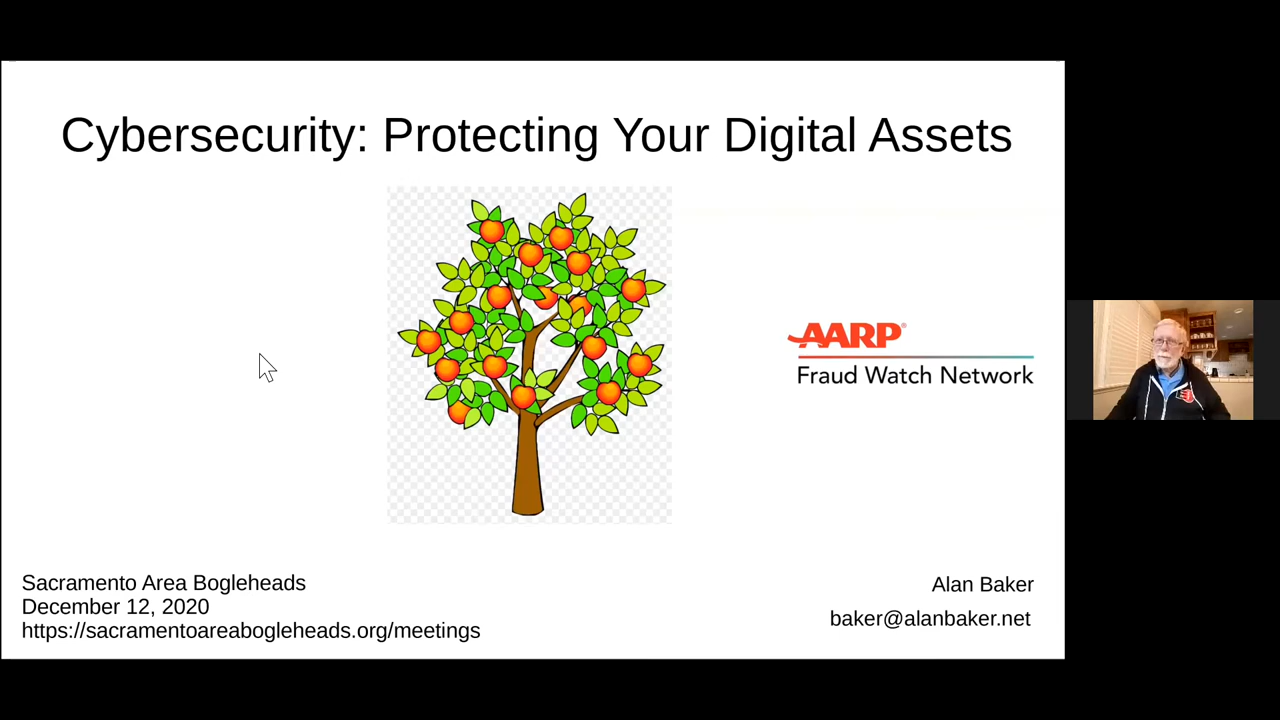 Cybersecurity: Protecting Your Digital Assets
AARP®
Fraud Watch Network
Sacramento Area Bogleheads
December 12, 2020
https://sacramentoareabogleheads.org/meetings
Alan Baker
baker@alanbaker.net